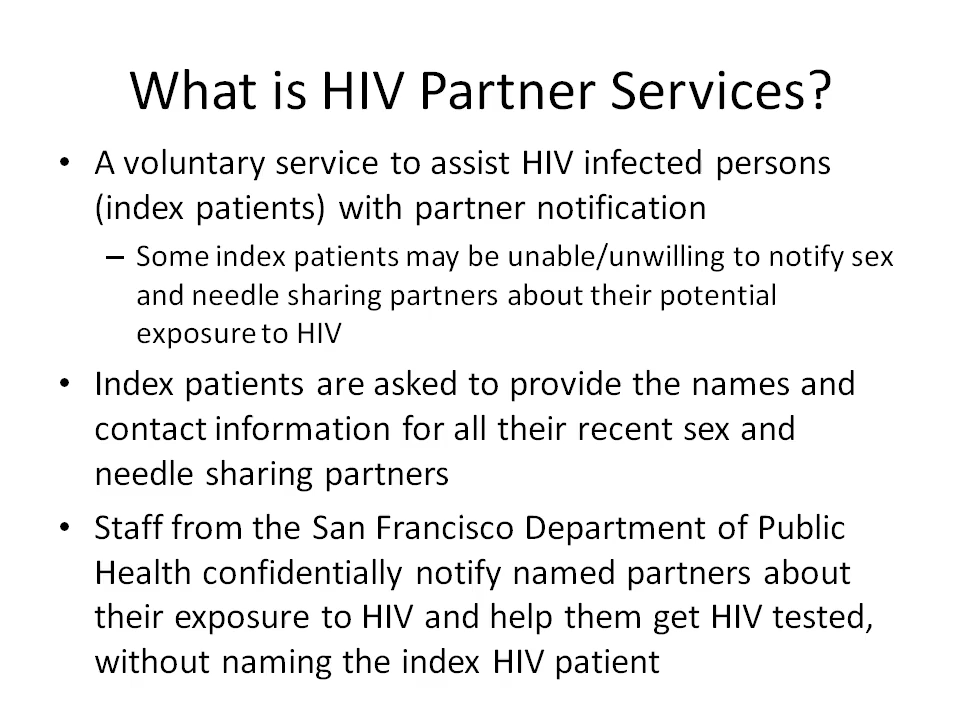 What is HIV Partner Services?
• A voluntary service to assist HIV infected persons
(index patients) with partner notification
– Some index patients may be unable/unwilling to notify sex
and needle sharing partners about their potential
exposure to HIV
• Index patients are asked to provide the names and
contact information for all their recent sex and
needle sharing partners
• Staff from the San Francisco Department of Public
Health confidentially notify named partners about
their exposure to HIV and help them get HIV tested,
without naming the index HIV patient